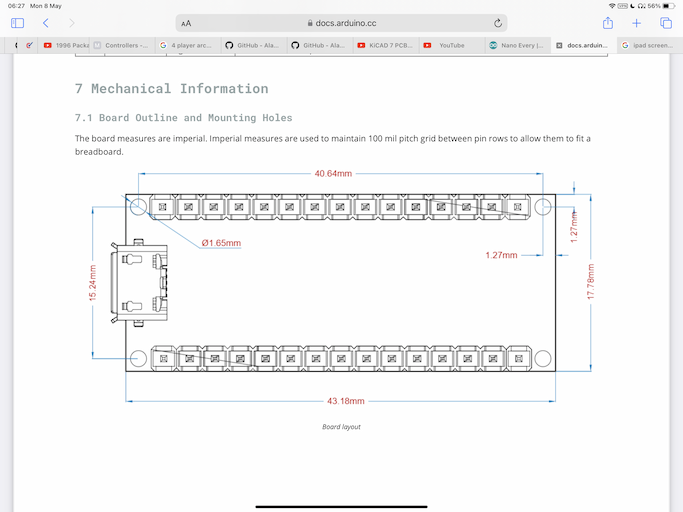 06:27 Mon 8 May
VPN 56%
AA
docs.arduino.cc
1996 Packa
Controllers -...
4 player arc...
GitHub - Ala...
GitHub - Ala...
KiCAD 7 PCB...
YouTube
Nano Every |...
docs.arduin...
ipad screen...
7 Mechanical Information
7.1 Board Outline and Mounting Holes
The board measures are imperial. Imperial measures are used to maintain 100 mil pitch grid between pin rows to allow them to fit a
breadboard.
40.64mm
Ø1.65mm
1.27mm
1.27mm
15.24mm
17.78mm
43.18mm
Board layout